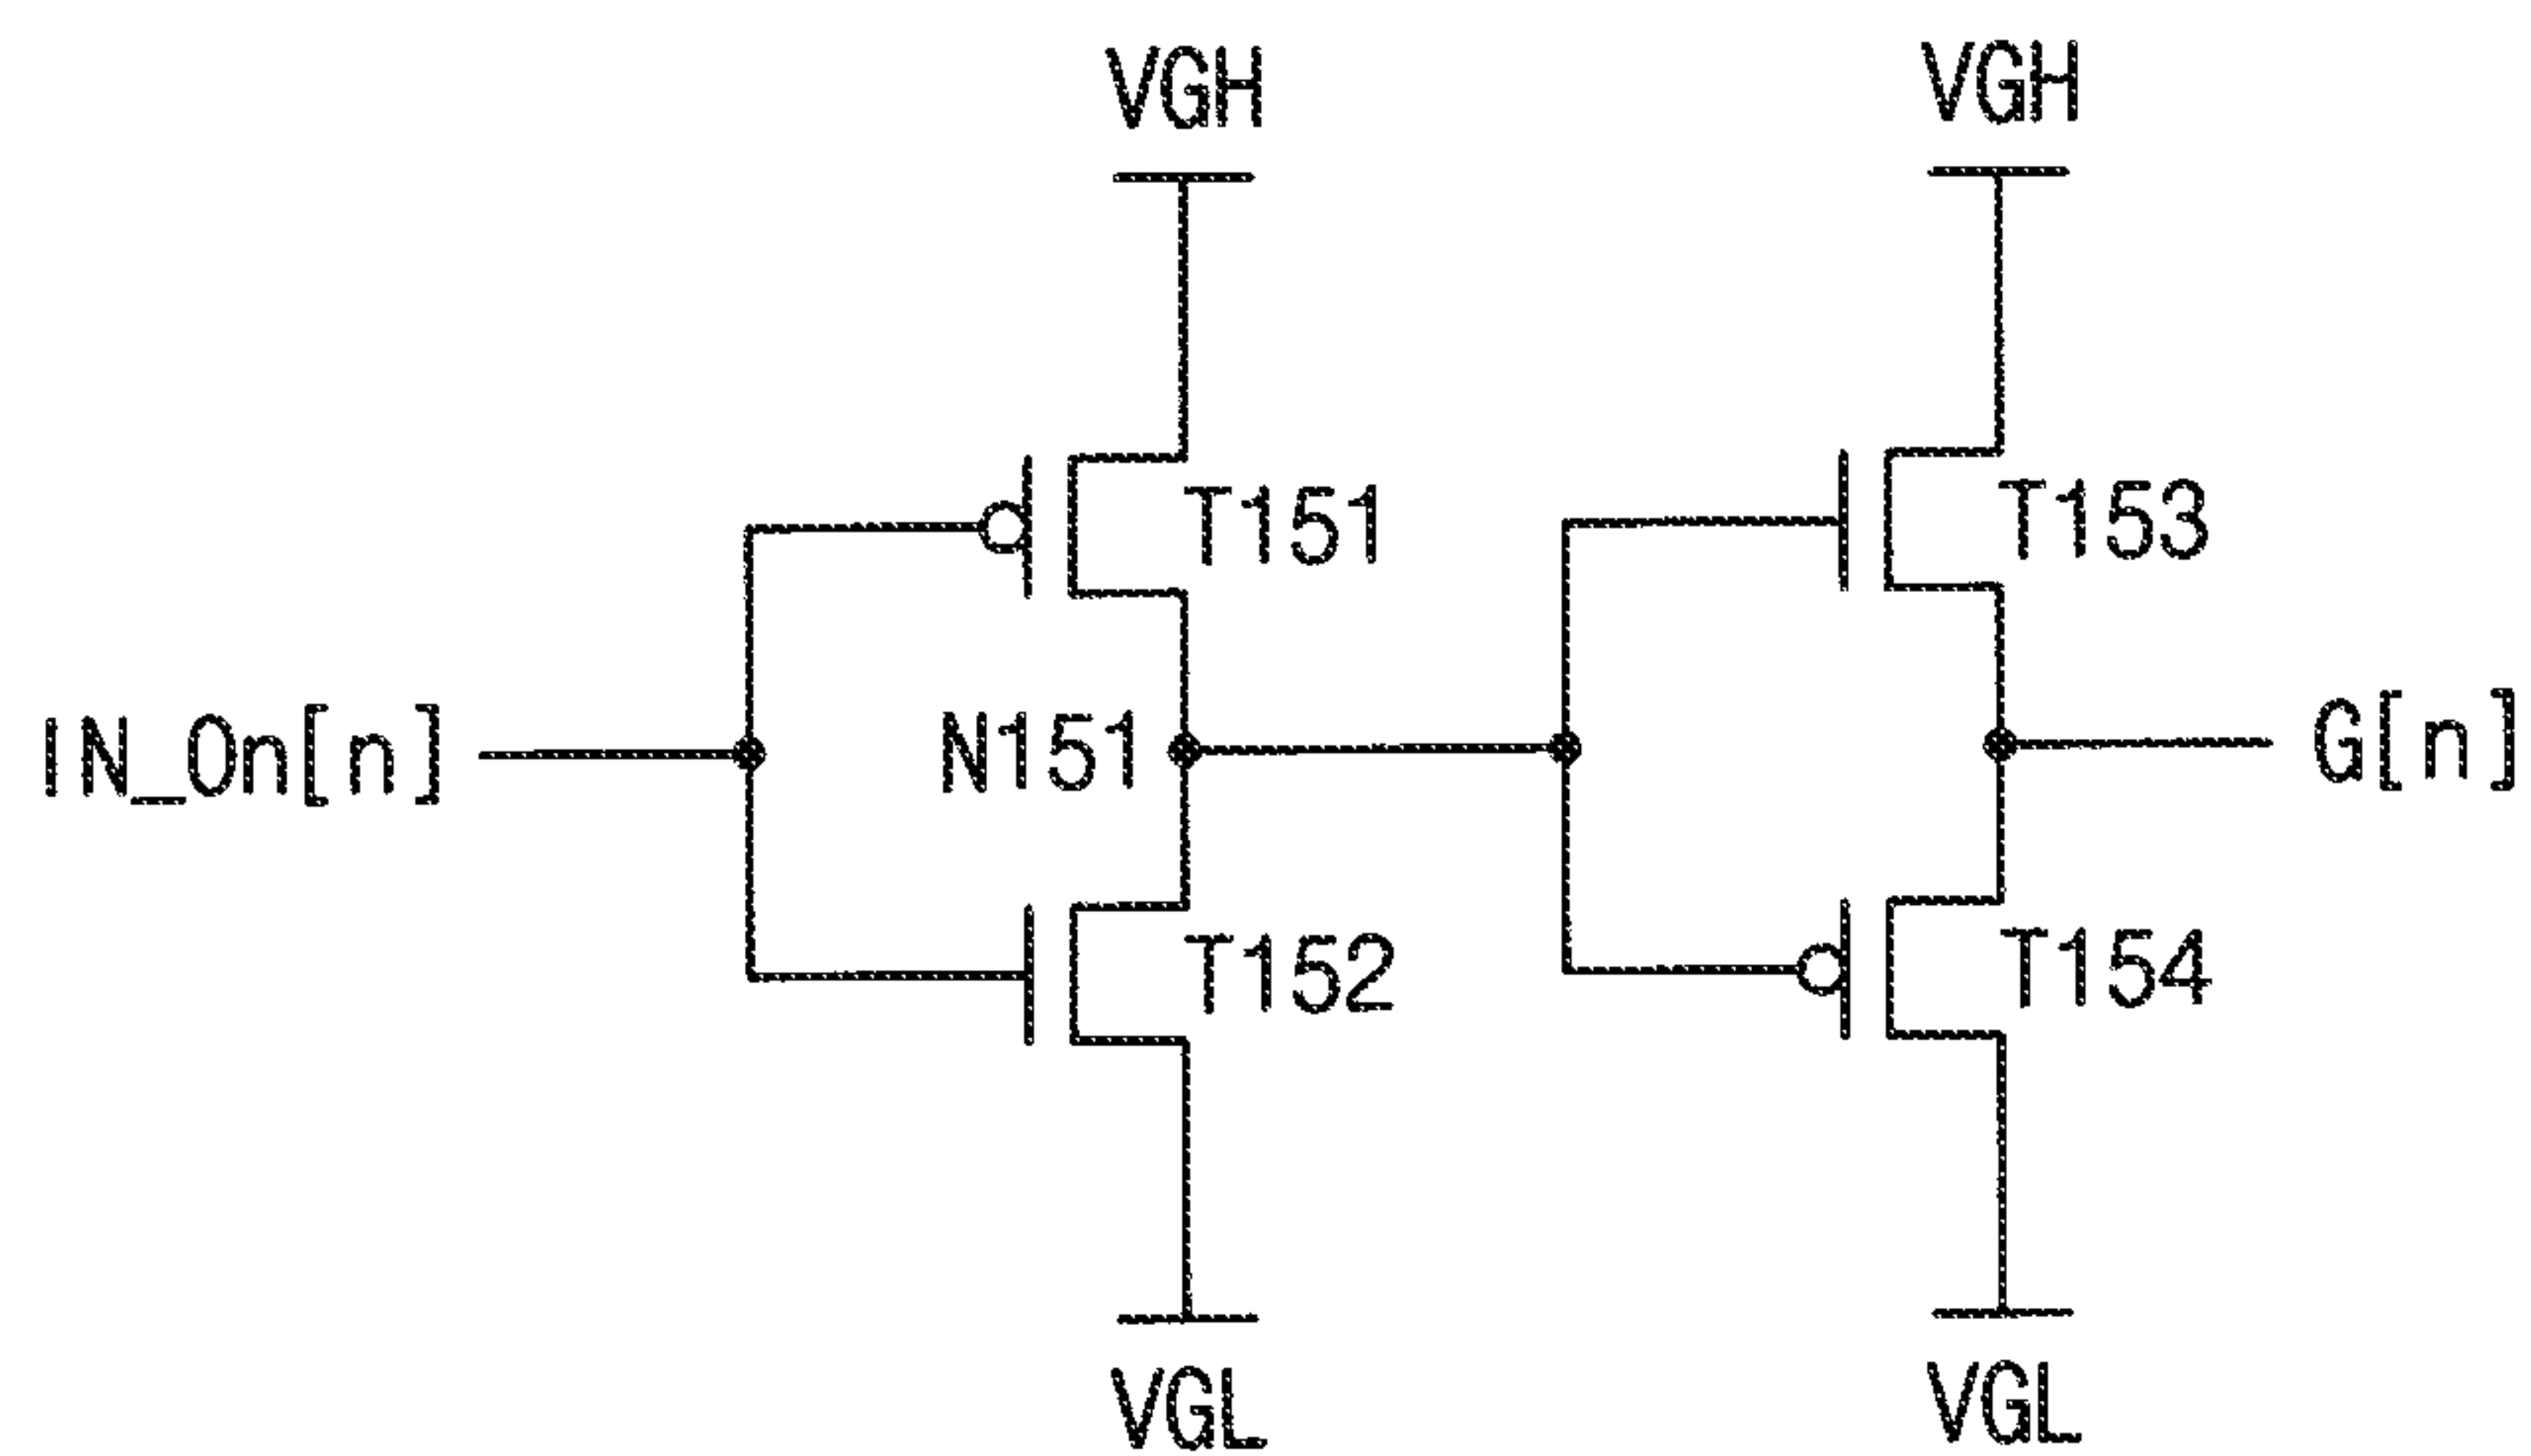 VGH VGH
T151 T153
IN_On[n] N151 G[n]
T152 T154
VGL VGL